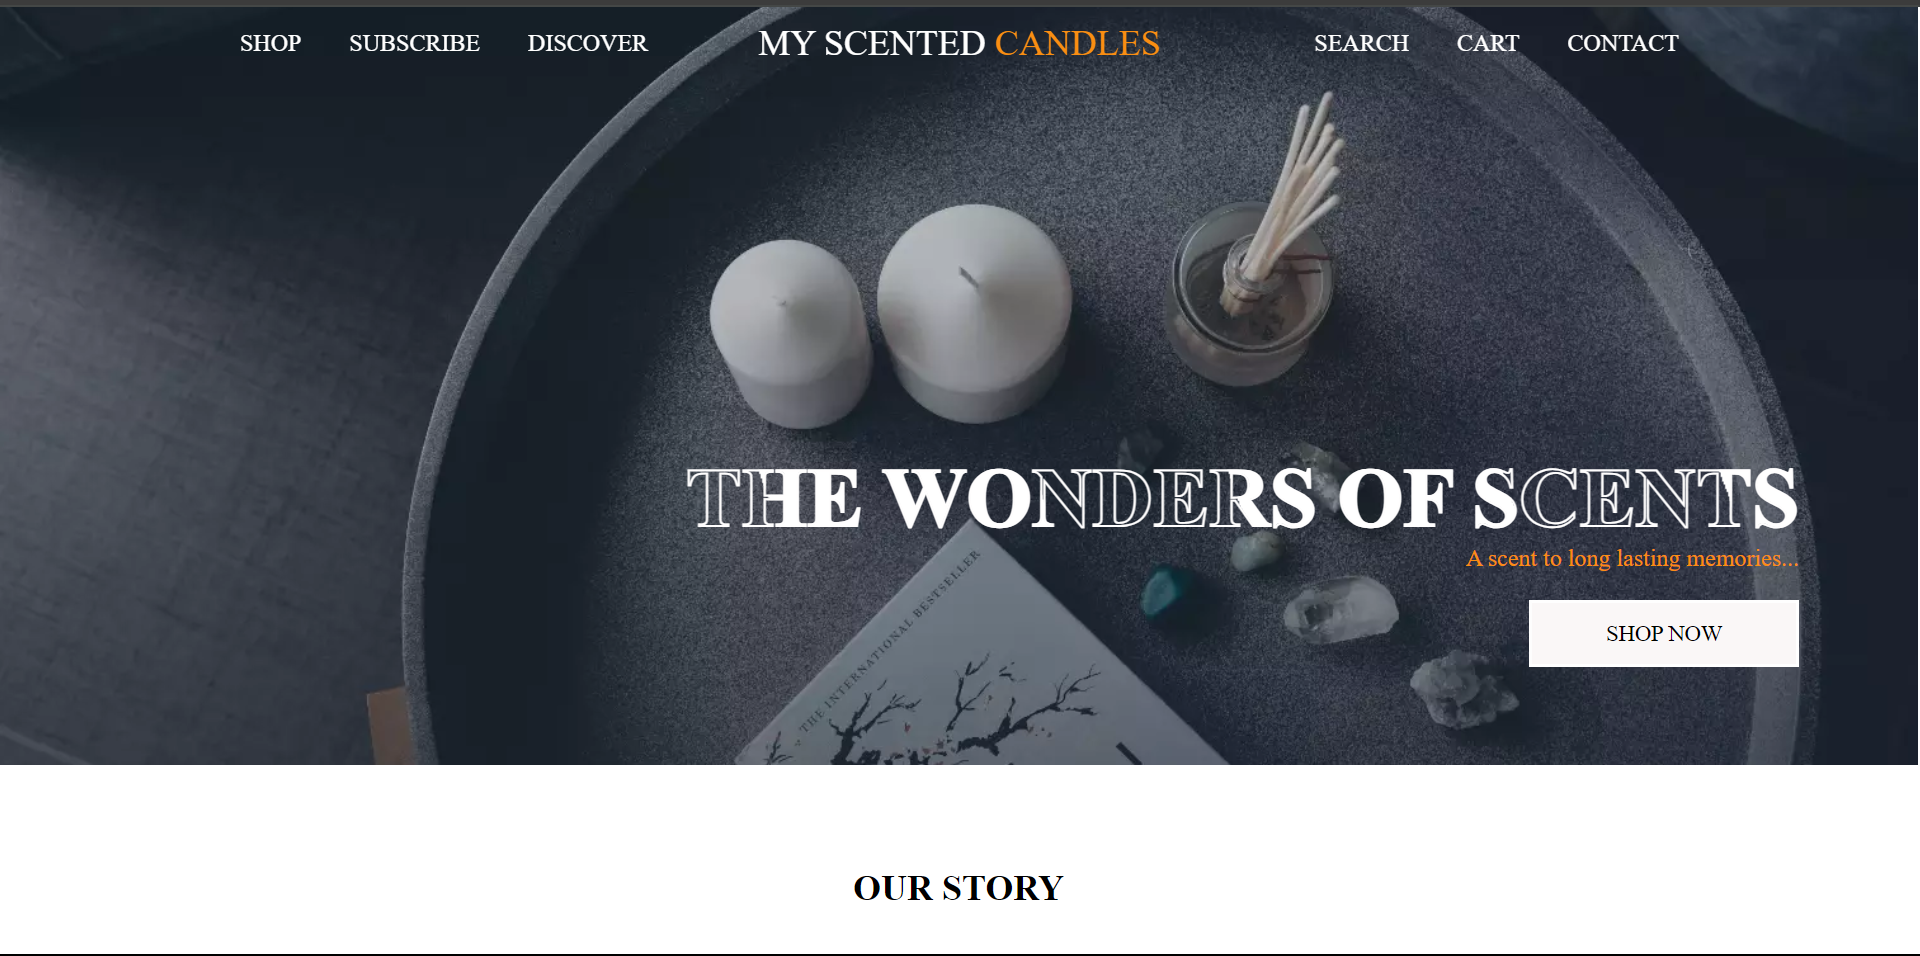 SHOP SUBSCRIBE DISCOVER MY SCENTED CANDLES SEARCH CART CONTACT
THE WONDERS OF SCENTS
A scent to long lasting memories...
SHOP NOW
THE INTERNATIONAL BESTSELLER
OUR STORY